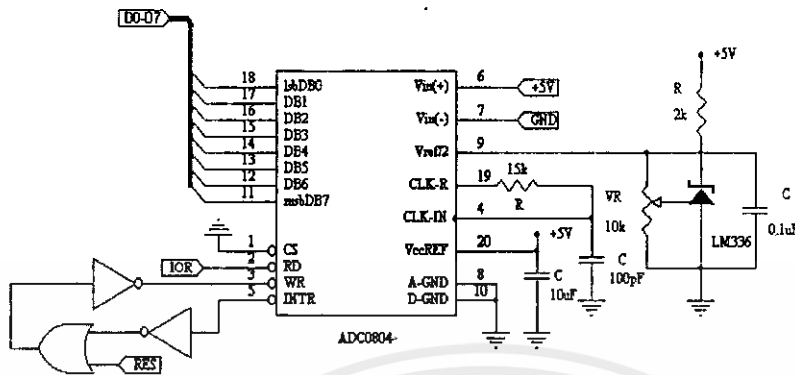 D0-D7
+5V
18 lsbDB0 Vin(+) 6 +5V
17 DB1
16 DB2 Vin(-) 7 GND
15 DB3
14 DB4 Vref/2 9
13 DB5
12 DB6 CLK-R 19 15k R
11 msbDB7
CLK-IN 4
1 CS VccREF 20 +5V
IOR 2 RD
3 WR A-GND 8
5 INTR D-GND 10
R
2k
VR
10k
LM336
C
0.1uF
C
100pF
C
10uF
ADC0804
RES